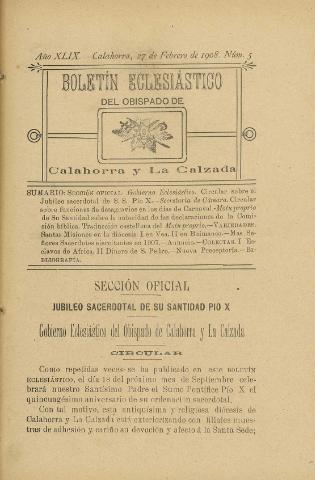 Año XLIX. Calahorra, 27 de Febrero de 1908. Núm. 5
BOLETÍN ECLESIÁSTICO
DEL OBISPADO DE
Calahorra y La Calzada
SUMARIO: SECCIÓN OFICIAL. Gobierno Eclesiástico. Circular sobre el
Jubileo sacerdotal de S. S. Pío X.—Secretaría de Cámara. Circular
sobre funciones de desagravios en los días de Carnaval.—Motu proprio
de Su Santidad sobre la autoridad de las declaraciones de la Comi-
sión bíblica. Traducción castellana del Motu proprio.—VARIEDADES.
Santas Misiones en la diócesis I en Vea. II en Huércanos.—Mas. Se-
ñores Sacerdotes ejercitantes en 1907.—Anuncio.—COLECTAS. I Es-
clavos de Africa. II Dinero de S. Pedro.—Nueva Preceptoría.—BI-
BLIOGRAFÍA.
SECCIÓN OFICIAL
JUBILEO SACERDOTAL DE SU SANTIDAD PIO X
Gobierno Eclesiástico del Obispado de Calahorra y La Calzada
CIRCULAR
Como repetidas veces se ha publicado en este BOLETÍN
ECLESIÁSTICO, el día 18 del próximo mes de Septiembre cele-
brará nuestro Santísimo Padre el Sumo Pontífice Pío X el
quincuagésimo aniversario de su ordenación sacerdotal.
Con tal motivo, esta antiquísima y religiosa diócesis de
Calahorra y La Calzada está exteriorizando con filiales mues-
tras de adhesión y cariño su devoción y afecto á la Santa Sede;